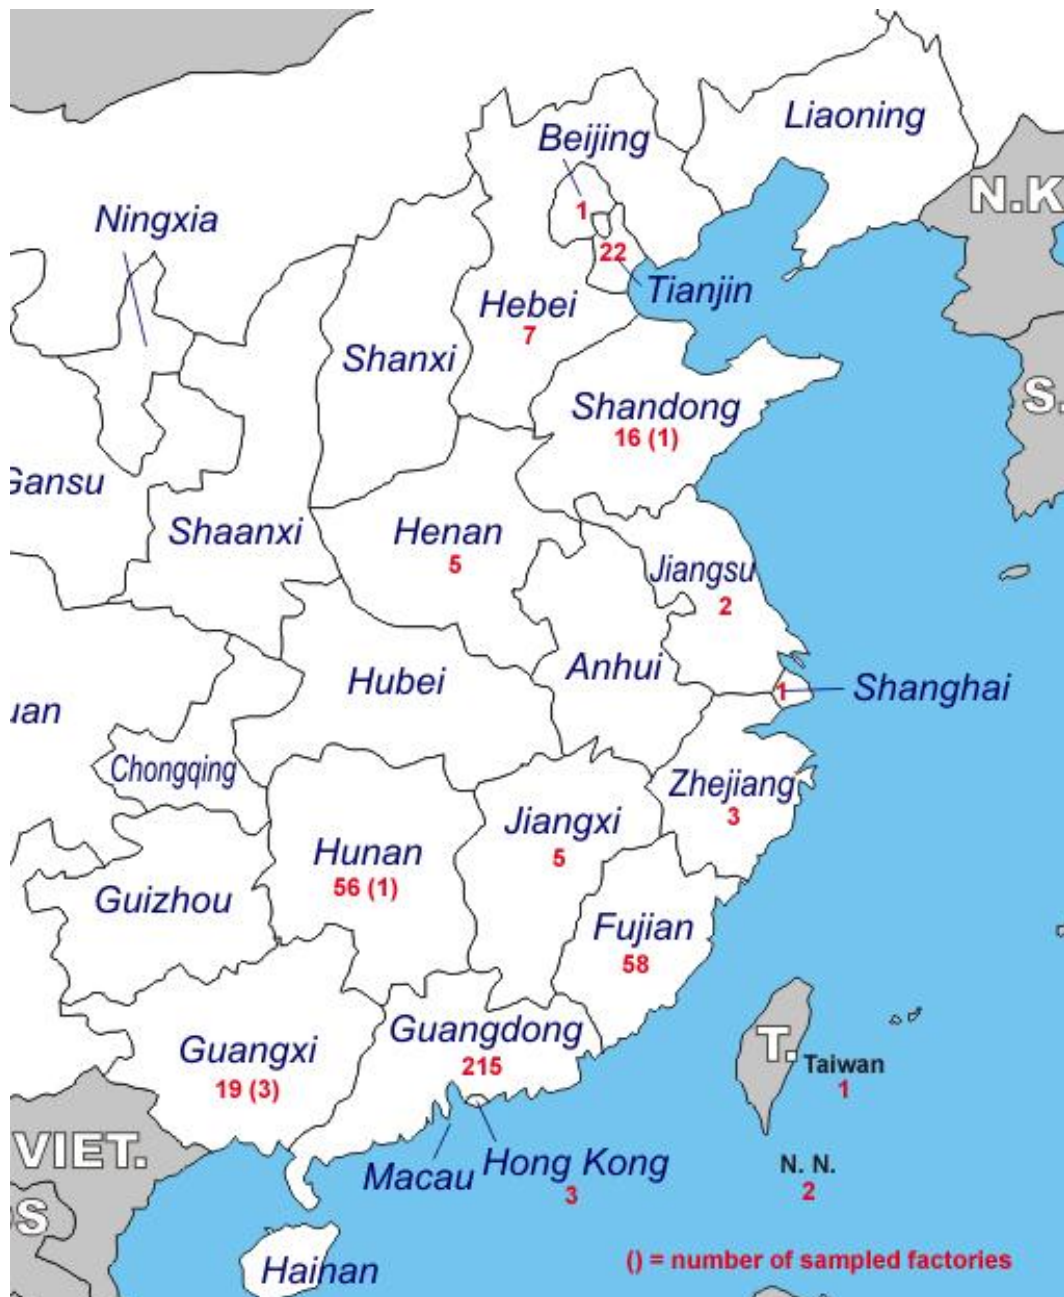 Liaoning
Beijing
1
N.K
Ningxia
22
Tianjin
Hebei
7
Shanxi
S.
Shandong
16 (1)
Gansu
Shaanxi
Henan
5
Jiangsu
2
Anhui
Hubei
1
Shanghai
uan
Chongqing
Zhejiang
3
Jiangxi
5
Hunan
56 (1)
Guizhou
Fujian
58
Guangxi
19 (3)
Guangdong
215
T.
Taiwan
1
VIET.
Macau
Hong Kong
3
N. N.
2
OS
Hainan
() = number of sampled factories